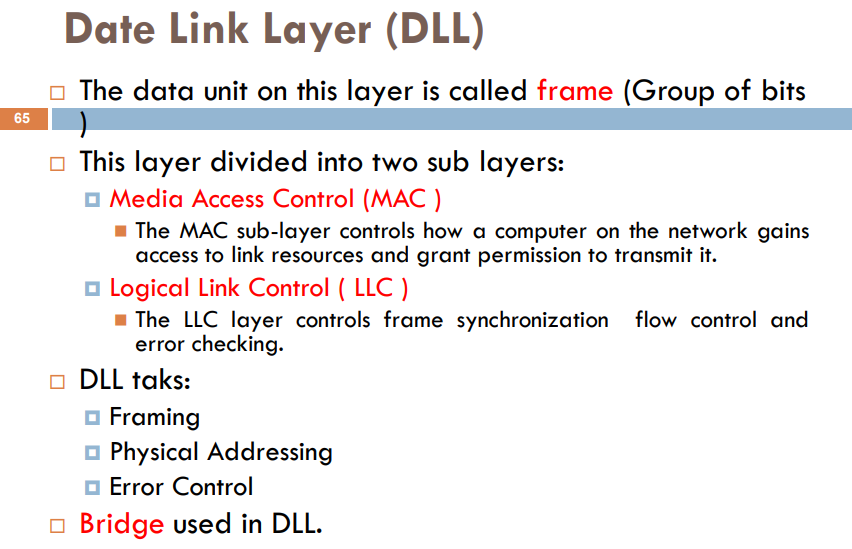 Date Link Layer (DLL)
The data unit on this layer is called frame (Group of bits
65
)
This layer divided into two sub layers:
Media Access Control (MAC )
The MAC sub-layer controls how a computer on the network gains
access to link resources and grant permission to transmit it.
Logical Link Control ( LLC )
The LLC layer controls frame synchronization flow control and
error checking.
DLL taks:
Framing
Physical Addressing
Error Control
Bridge used in DLL.